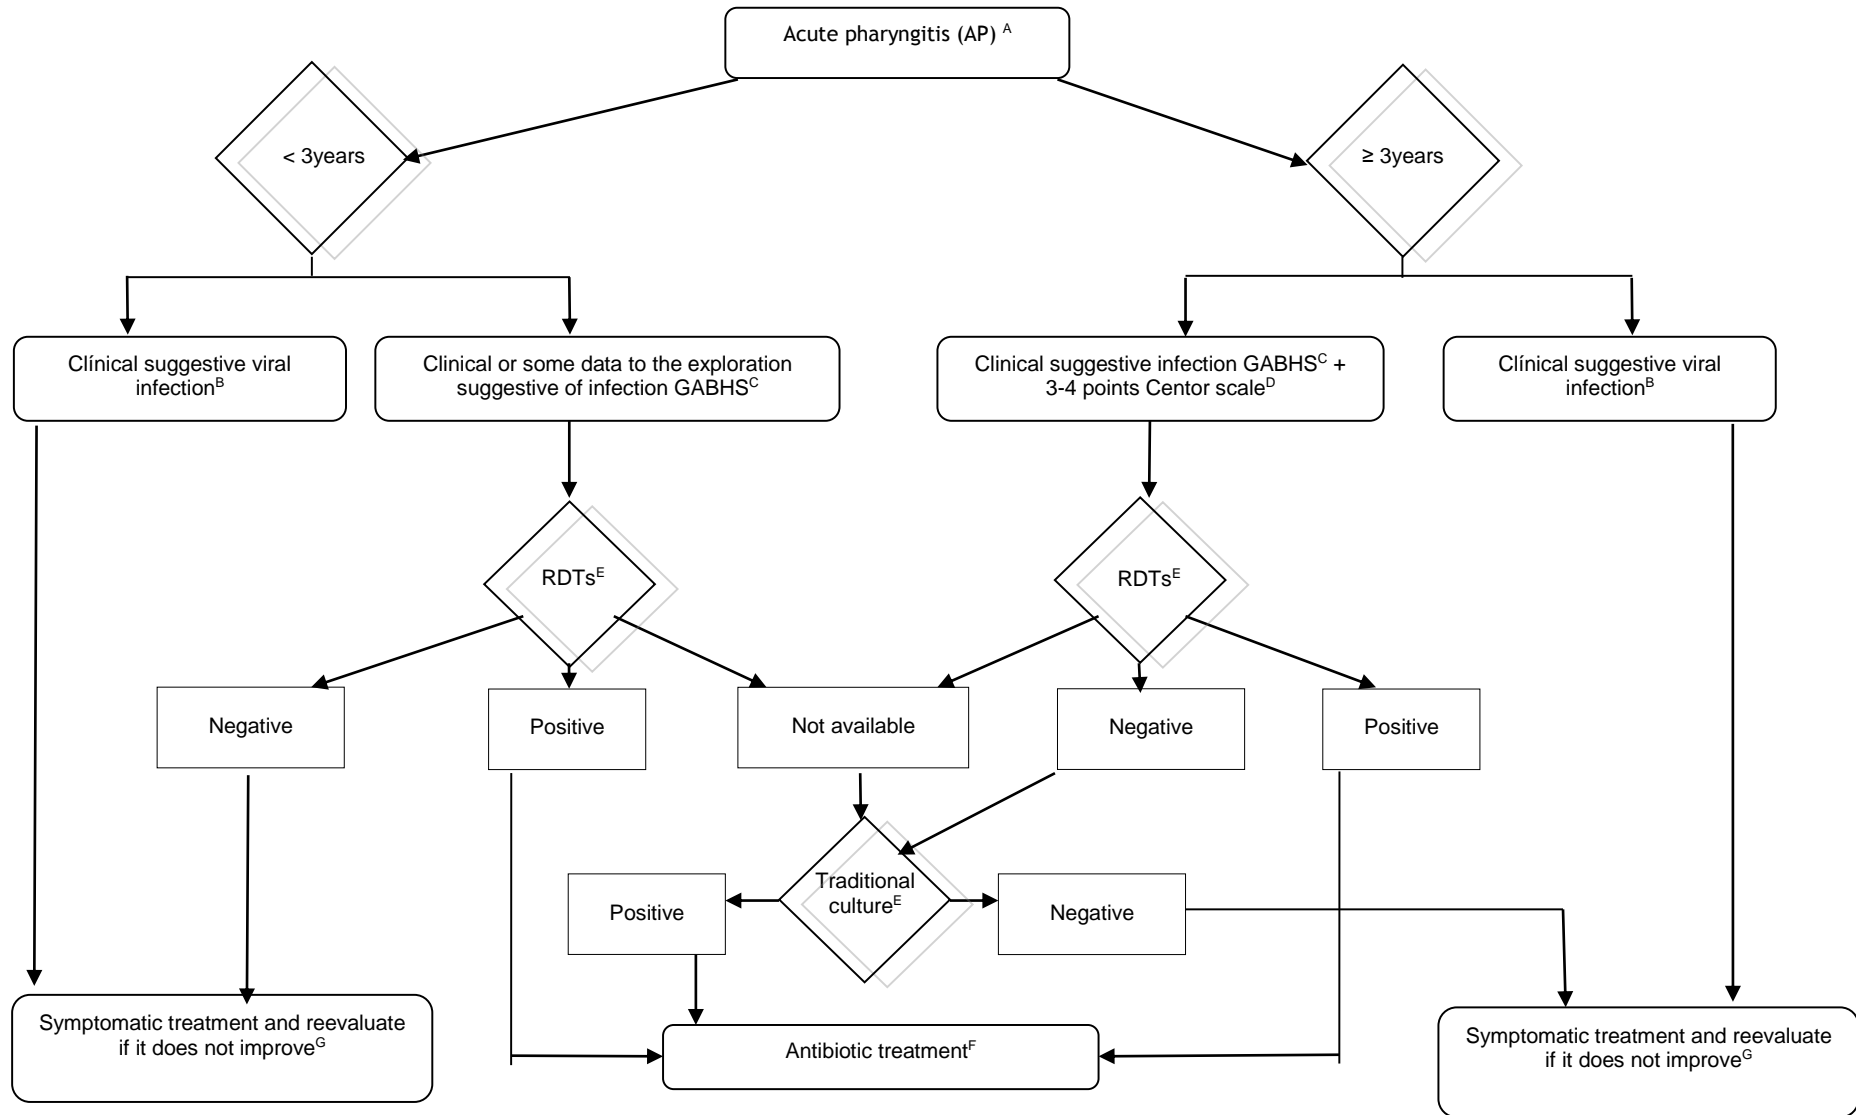 Acute pharyngitis (AP) A
< 3years
≥ 3years
Clínical suggestive viral
infectionB
Clinical or some data to the exploration
suggestive of infection GABHSC
Clinical suggestive infection GABHSC +
3-4 points Centor scaleD
Clínical suggestive viral
infectionB
RDTsE
RDTsE
Negative
Positive
Not available
Negative
Positive
Positive
Traditional
cultureE
Negative
Symptomatic treatment and reevaluate
if it does not improveG
Antibiotic treatmentF
Symptomatic treatment and reevaluate
if it does not improveG